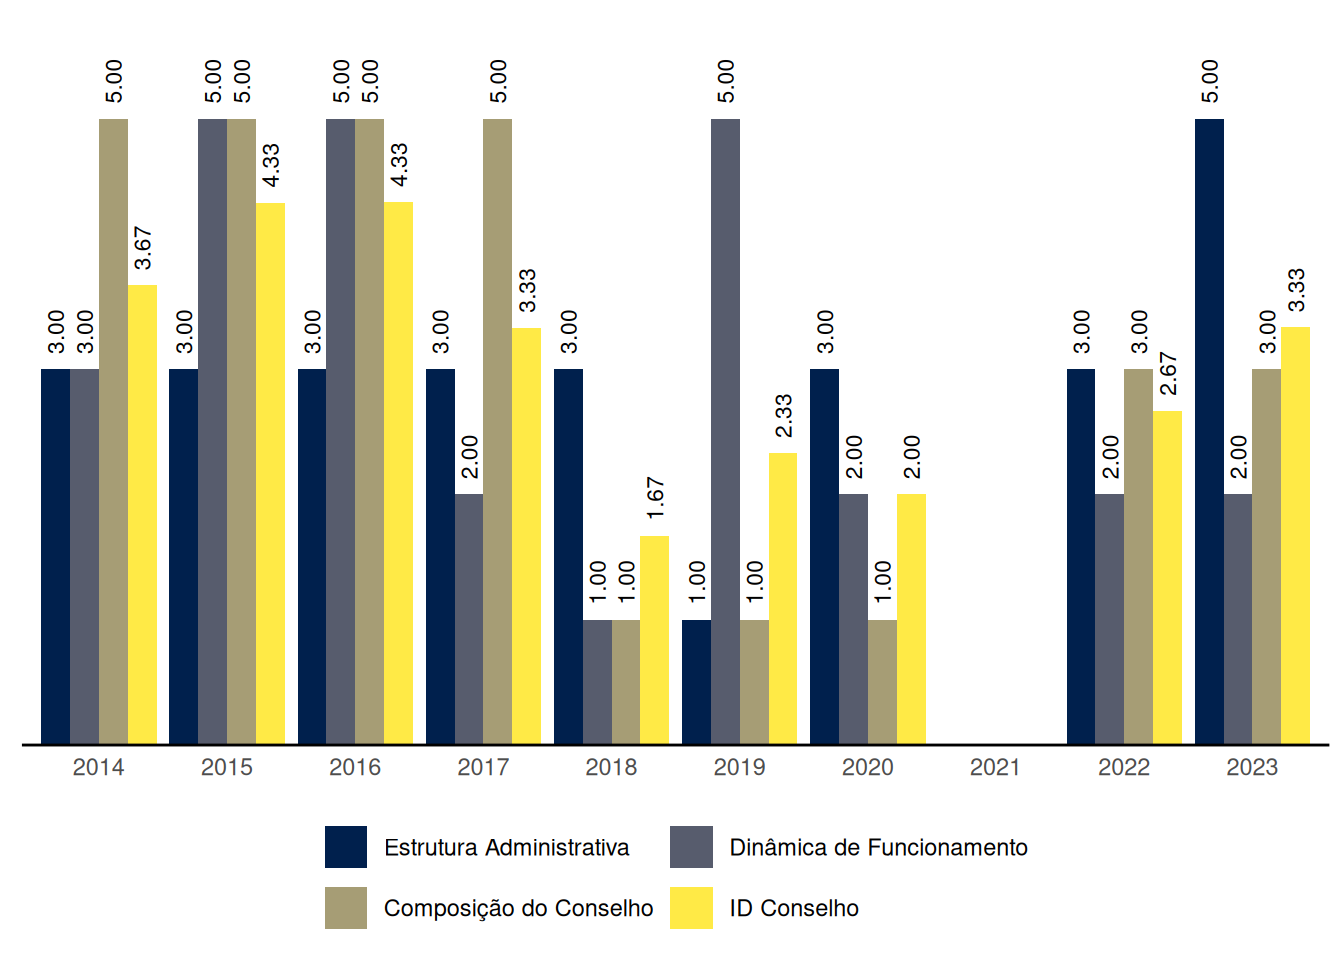 3.00 3.00 5.00 3.67 3.00 5.00 5.00 4.33 3.00 5.00 5.00 4.33 3.00 2.00 5.00 3.33 3.00 1.00 1.00 1.67 1.00 5.00 1.00 2.33 3.00 2.00 1.00 2.00 3.00 2.00 3.00 2.67 5.00 2.00 3.00 3.33
2014 2015 2016 2017 2018 2019 2020 2021 2022 2023
Estrutura Administrativa Dinâmica de Funcionamento
Composição do Conselho ID Conselho